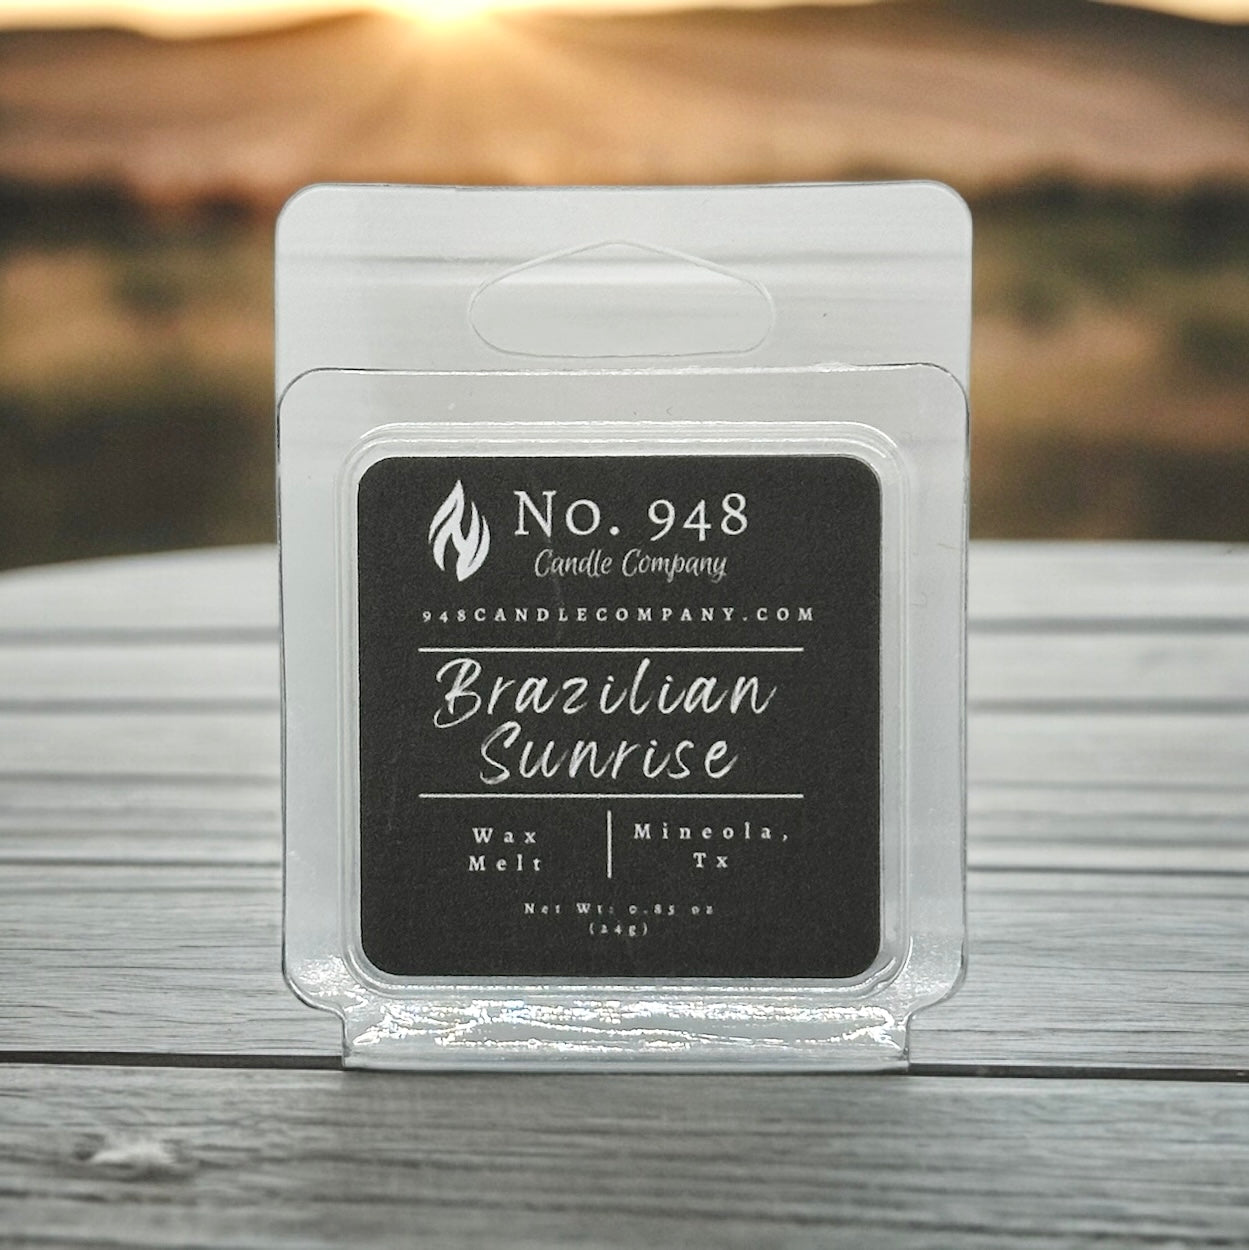 No. 948
Candle Company
948CANDLECOMPANY.COM
Brazilian
Sunrise
Wax
Melt
Mineola,
Tx
Net Wt: 0.85 oz
(24g)